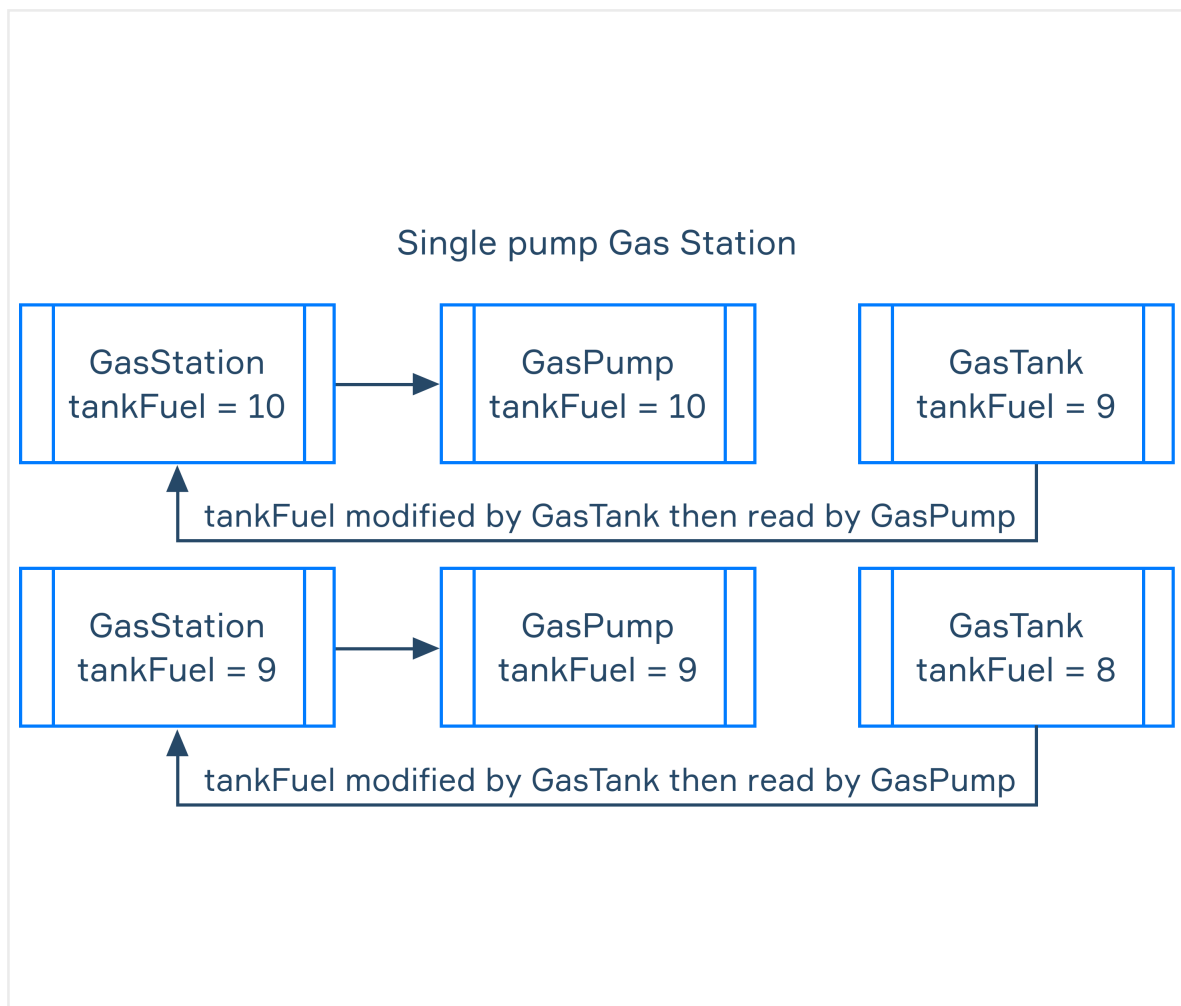 Single pump Gas Station
GasStation
tankFuel = 10
GasPump
tankFuel = 10
GasTank
tankFuel = 9
tankFuel modified by GasTank then read by GasPump
GasStation
tankFuel = 9
GasPump
tankFuel = 9
GasTank
tankFuel = 8
tankFuel modified by GasTank then read by GasPump